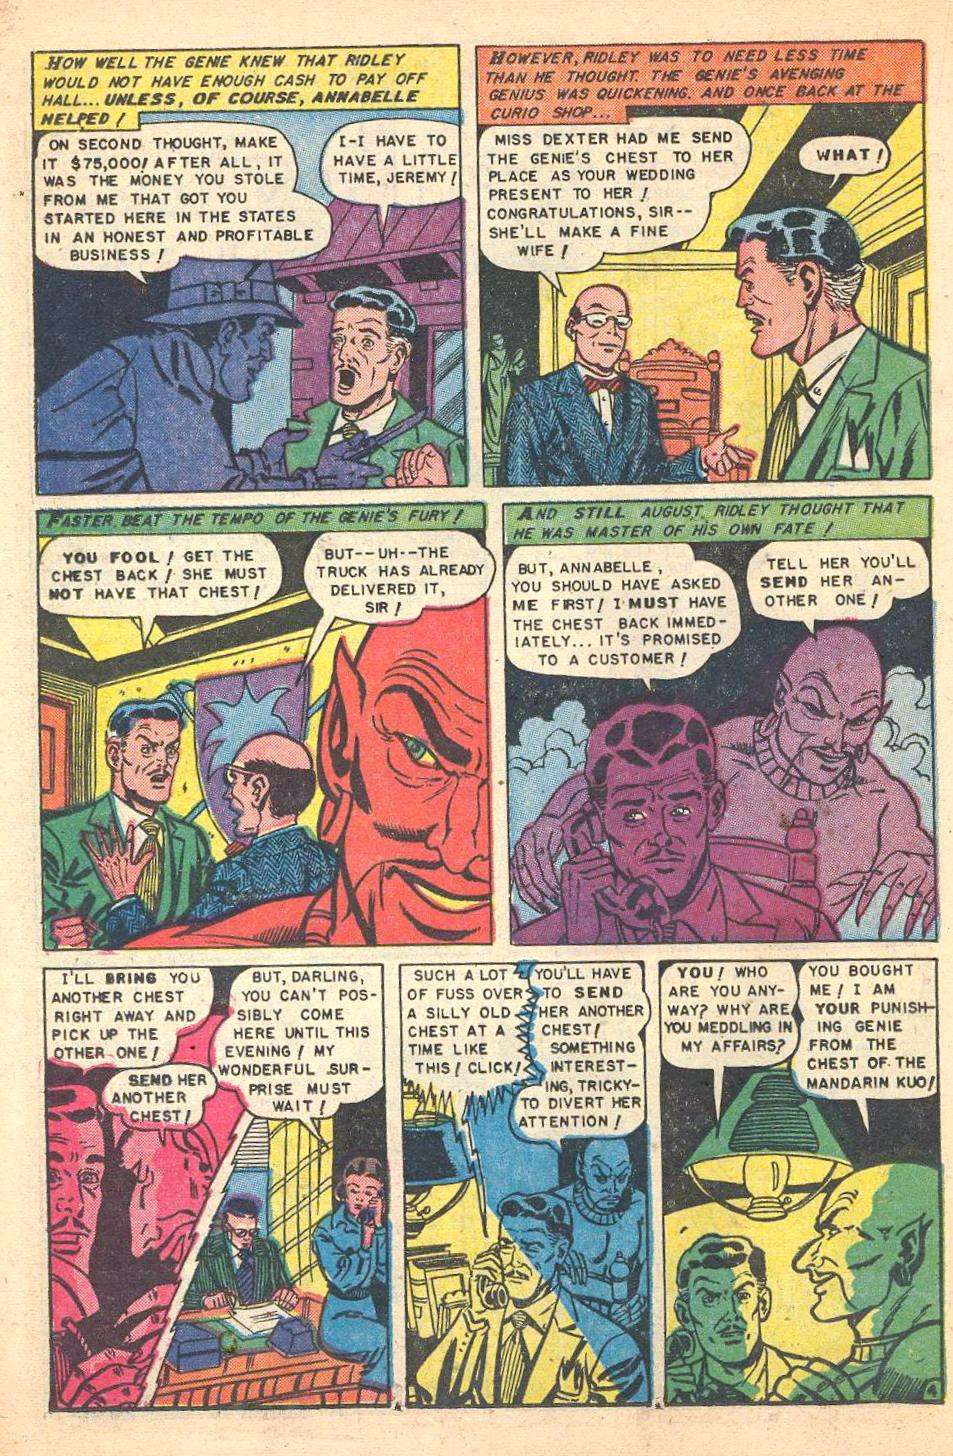 HOW WELL THE GENIE KNEW THAT RIDLEY
WOULD NOT HAVE ENOUGH CASH TO PAY OFF
HALL... UNLESS, OF COURSE, ANNABELLE
HELPED!
ON SECOND THOUGHT, MAKE
IT $75,000! AFTER ALL, IT
WAS THE MONEY YOU STOLE
FROM ME THAT GOT YOU
STARTED HERE IN THE STATES
IN AN HONEST AND PROFITABLE
BUSINESS!
I-I HAVE TO
HAVE A LITTLE
TIME, JEREMY!
HOWEVER, RIDLEY WAS TO NEED LESS TIME
THAN HE THOUGHT. THE GENIE'S AVENGING
GENIUS WAS QUICKENING. AND ONCE BACK AT THE
CURIO SHOP...
MISS DEXTER HAD ME SEND
THE GENIE'S CHEST TO HER
PLACE AS YOUR WEDDING
PRESENT TO HER!
CONGRATULATIONS, SIR--
SHE'LL MAKE A FINE
WIFE!
WHAT!
FASTER BEAT THE TEMPO OF THE GENIE'S FURY!
YOU FOOL! GET THE
CHEST BACK! SHE MUST
NOT HAVE THAT CHEST!
BUT--UH--THE
TRUCK HAS ALREADY
DELIVERED IT,
SIR!
AND STILL AUGUST RIDLEY THOUGHT THAT
HE WAS MASTER OF HIS OWN FATE!
BUT, ANNABELLE,
YOU SHOULD HAVE ASKED
ME FIRST! I MUST HAVE
THE CHEST BACK IMMED-
IATELY... IT'S PROMISED
TO A CUSTOMER!
TELL HER YOU'LL
SEND HER AN-
OTHER ONE!
I'LL BRING YOU
ANOTHER CHEST
RIGHT AWAY AND
PICK UP THE
OTHER ONE!
SEND HER
ANOTHER
CHEST!
BUT, DARLING,
YOU CAN'T POS-
SIBLY COME
HERE UNTIL THIS
EVENING! MY
WONDERFUL SUR-
PRISE MUST
WAIT!
SUCH A LOT
OF FUSS OVER
A SILLY OLD
CHEST AT A
TIME LIKE
THIS! CLICK!
YOU'LL HAVE
TO SEND
HER ANOTHER
CHEST!
SOMETHING
INTEREST-
ING, TRICKY-
TO DIVERT HER
ATTENTION!
YOU! WHO
ARE YOU ANY-
WAY? WHY ARE
YOU MEDDLING IN
MY AFFAIRS?
YOU BOUGHT
ME! I AM
YOUR PUNISH-
ING GENIE
FROM THE
CHEST OF THE
MANDARIN KUO!